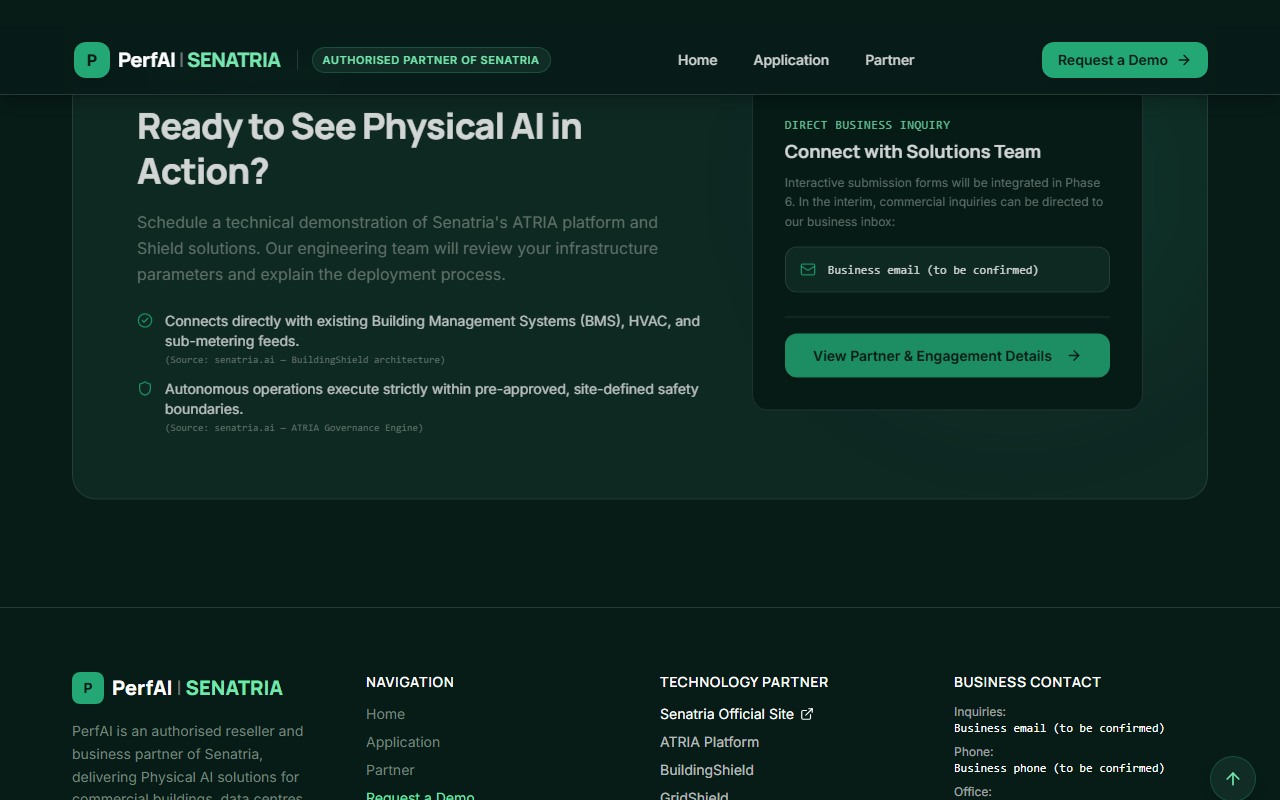 P PerfAI | SENATRIA AUTHORISED PARTNER OF SENATRIA Home Application Partner Request a Demo
Ready to See Physical AI in
Action?
Schedule a technical demonstration of Senatria's ATRIA platform and
Shield solutions. Our engineering team will review your infrastructure
parameters and explain the deployment process.
Connects directly with existing Building Management Systems (BMS), HVAC, and
sub-metering feeds.
(Source: senatria.ai — BuildingShield architecture)
Autonomous operations execute strictly within pre-approved, site-defined safety
boundaries.
(Source: senatria.ai — ATRIA Governance Engine)
DIRECT BUSINESS INQUIRY
Connect with Solutions Team
Interactive submission forms will be integrated in Phase
6. In the interim, commercial inquiries can be directed to
our business inbox:
Business email (to be confirmed)
View Partner & Engagement Details
P PerfAI | SENATRIA
PerfAI is an authorised reseller and
business partner of Senatria,
delivering Physical AI solutions for
commercial buildings, data centres
NAVIGATION
Home
Application
Partner
Request a Demo
TECHNOLOGY PARTNER
Senatria Official Site
ATRIA Platform
BuildingShield
GridShield
BUSINESS CONTACT
Inquiries:
Business email (to be confirmed)
Phone:
Business phone (to be confirmed)
Office: